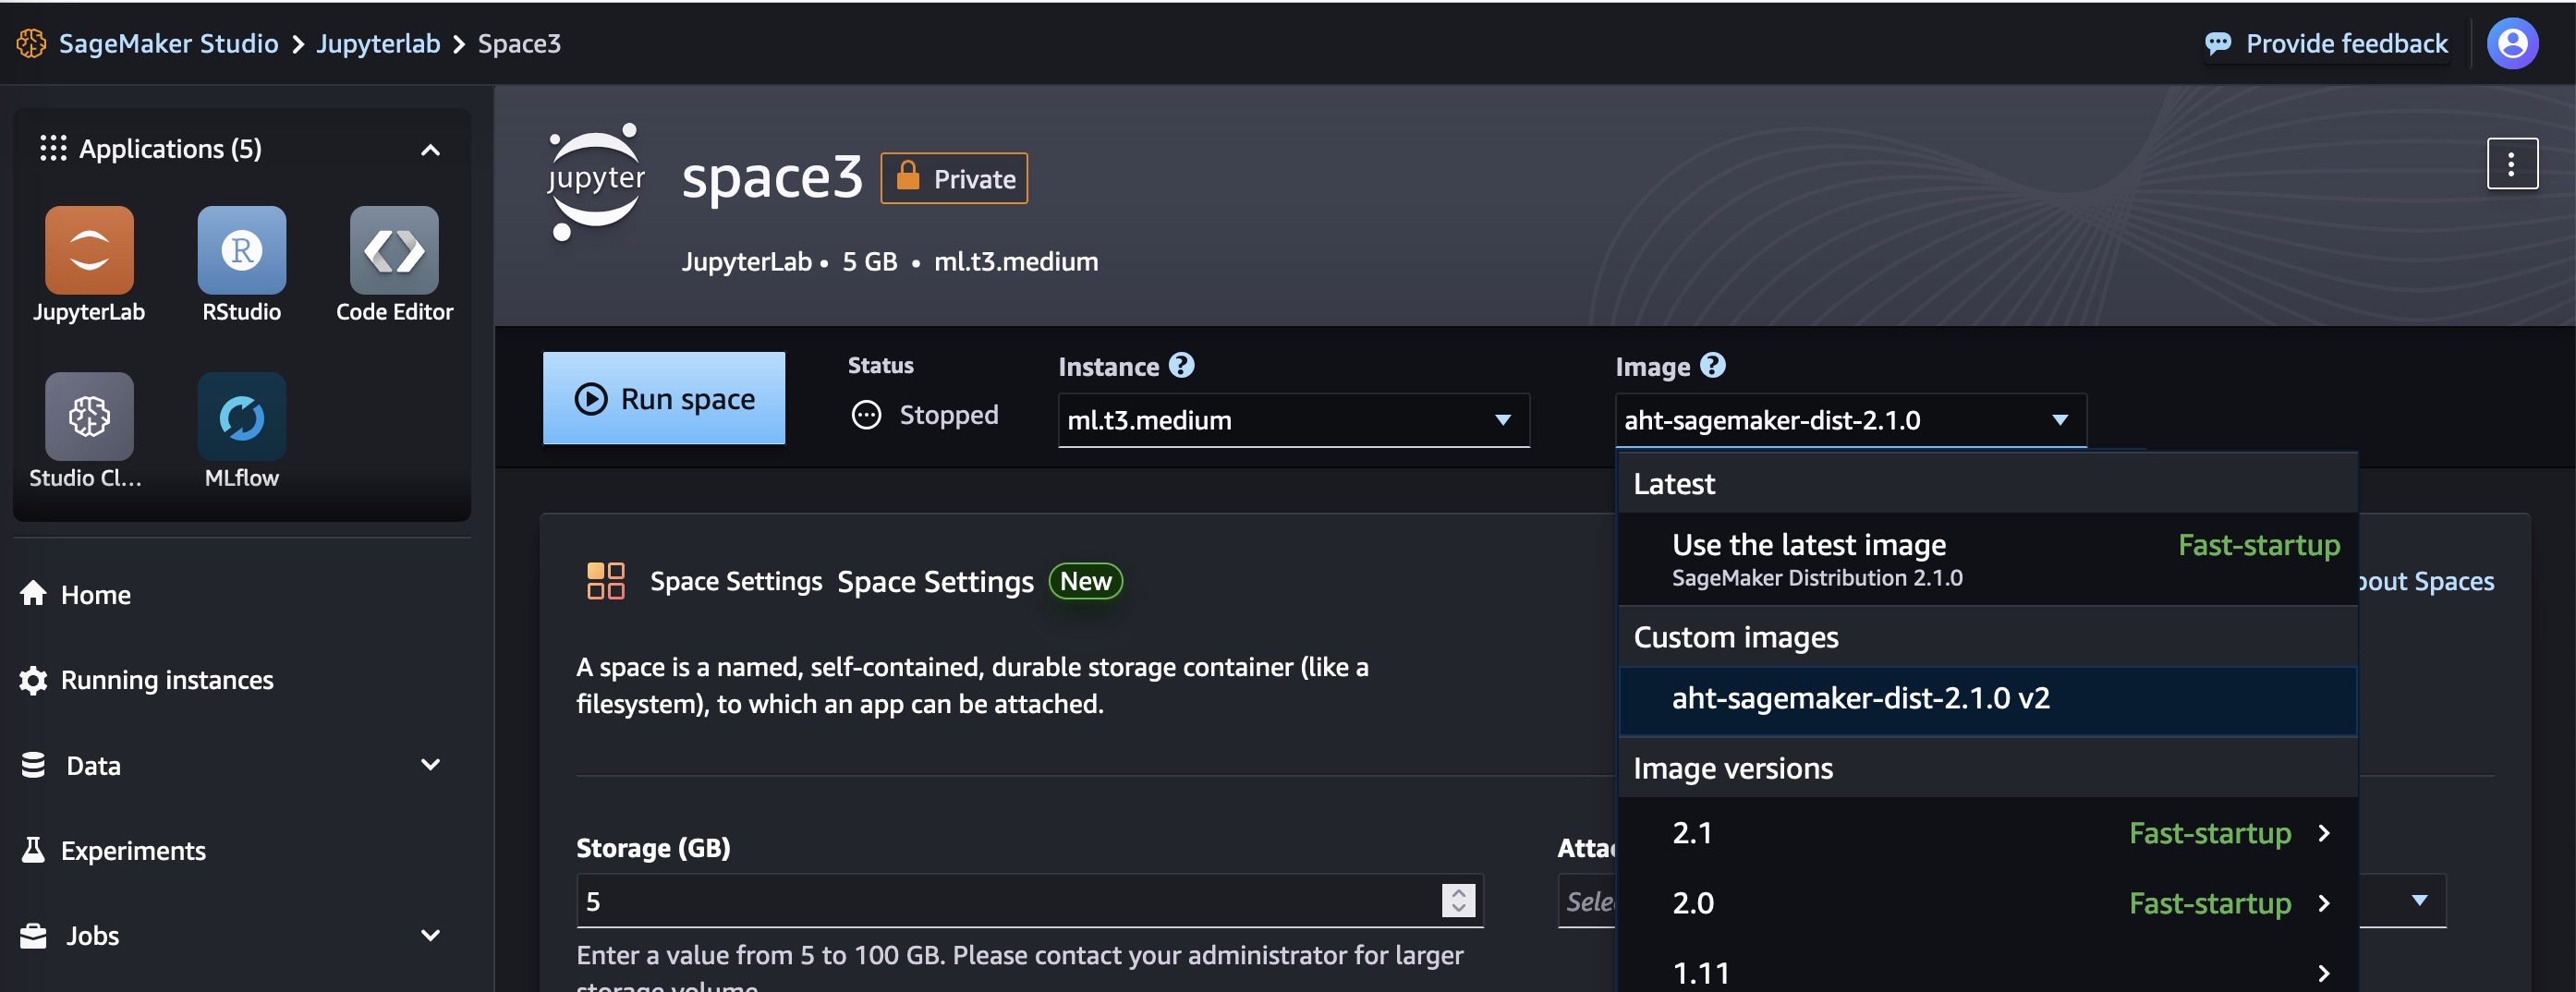 SageMaker Studio > Jupyterlab > Space3
Provide feedback
Applications (5)
JupyterLab
RStudio
Code Editor
Studio Cl...
MLflow
Home
Running instances
Data
Experiments
Jobs
jupyter
space3
Private
JupyterLab • 5 GB • ml.t3.medium
Run space
Status
Stopped
Instance ?
ml.t3.medium
Image ?
aht-sagemaker-dist-2.1.0
Latest
Use the latest image Fast-startup
SageMaker Distribution 2.1.0
Custom images
aht-sagemaker-dist-2.1.0 v2
Image versions
2.1 Fast-startup
2.0 Fast-startup
1.11
Space Settings Space Settings New
Spaces
A space is a named, self-contained, durable storage container (like a
filesystem), to which an app can be attached.
Storage (GB)
5
Enter a value from 5 to 100 GB. Please contact your administrator for larger
storage volume